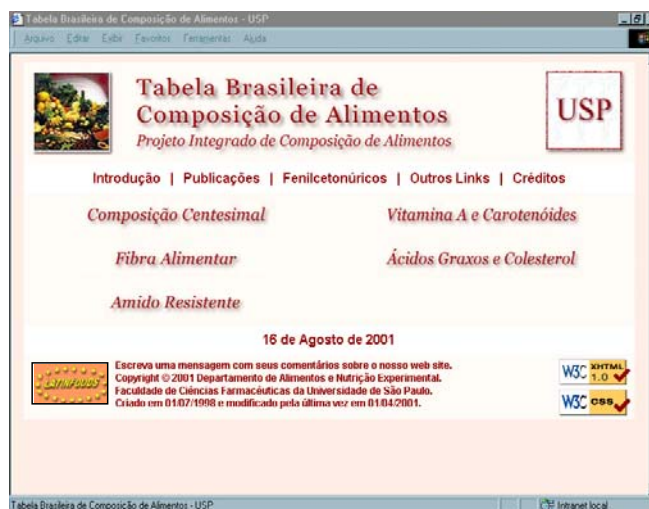 Tabela Brasileira de Composição de Alimentos - USP
Arquivo Editar Exibir Favoritos Ferramentas Ajuda
Tabela Brasileira de
Composição de Alimentos
Projeto Integrado de Composição de Alimentos
USP
Introdução | Publicações | Fenilcetonúricos | Outros Links | Créditos
Composição Centesimal
Vitamina A e Carotenóides
Fibra Alimentar
Ácidos Graxos e Colesterol
Amido Resistente
16 de Agosto de 2001
LATINFOODS
Escreva uma mensagem com seus comentários sobre o nosso web site.
Copyright © 2001 Departamento de Alimentos e Nutrição Experimental.
Faculdade de Ciências Farmacêuticas da Universidade de São Paulo.
Criado em 01/07/1998 e modificado pela última vez em 01/04/2001.
W3C XHTML 1.0
W3C CSS
Tabela Brasileira de Composição de Alimentos - USP
Intranet local